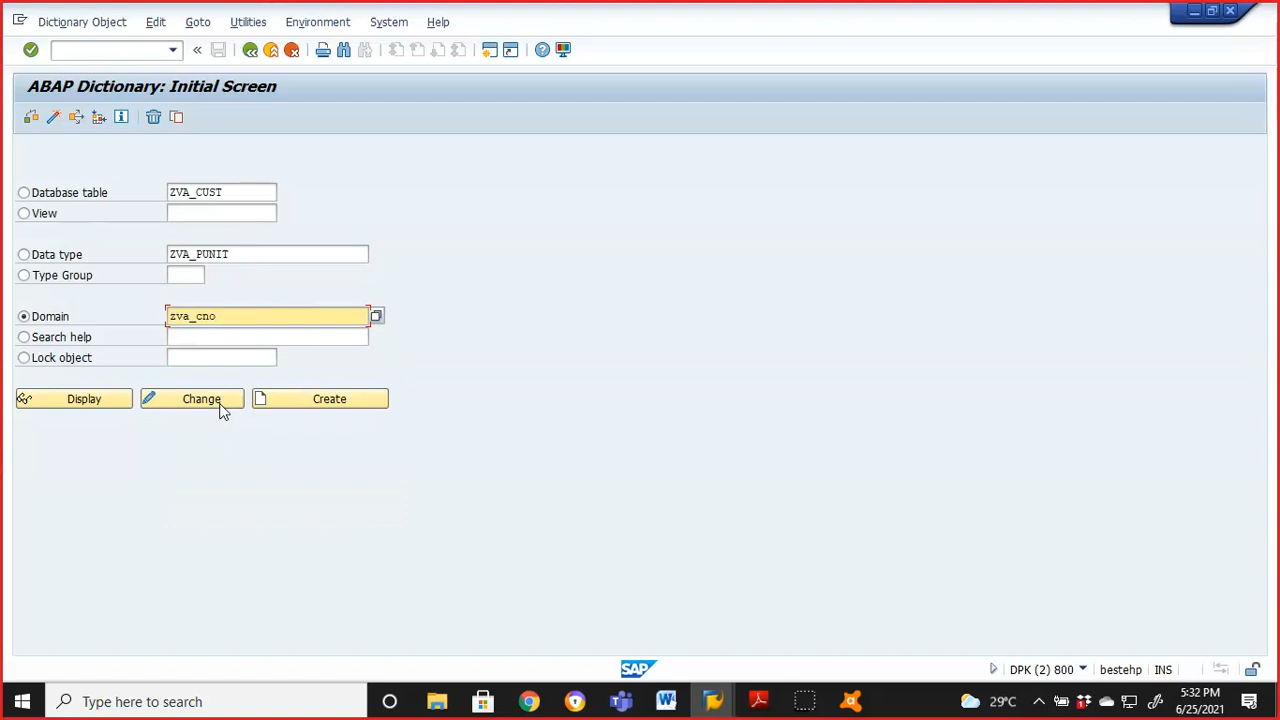 Dictionary Object Edit Goto Utilities Environment System Help
ABAP Dictionary: Initial Screen
Database table ZVA_CUST
View
Data type ZVA_PUNIT
Type Group
Domain zva_cno
Search help
Lock object
Display Change Create
SAP
DPK (2) 800 bestehp INS
Type here to search
29°C
5:32 PM
6/25/2021